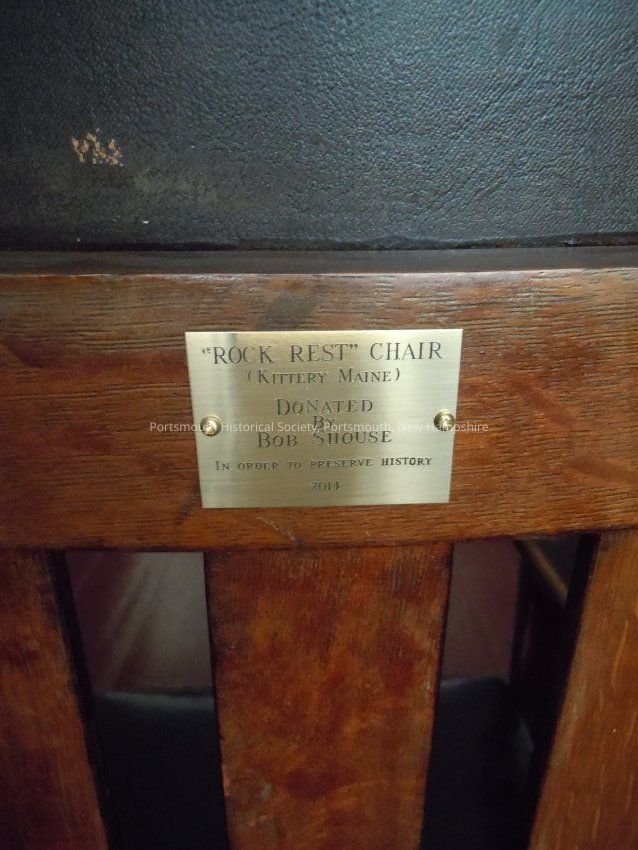 "ROCK REST" CHAIR
(KITTERY MAINE)
DONATED
BY
Portsmouth Historical Society, Portsmouth, New Hampshire
BOB SHOUSE
IN ORDER TO PRESERVE HISTORY
2014